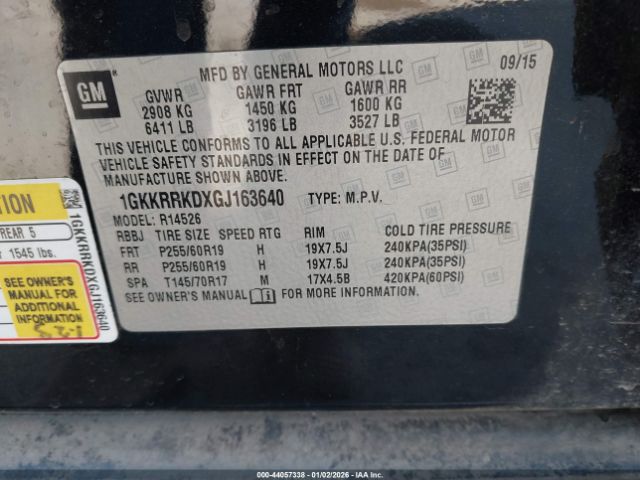 GM
MFD BY GENERAL MOTORS LLC
09/15
GVWR GAWR FRT GAWR RR
2908 KG 1450 KG 1600 KG
6411 LB 3196 LB 3527 LB
THIS VEHICLE CONFORMS TO ALL APPLICABLE U.S. FEDERAL MOTOR
VEHICLE SAFETY STANDARDS IN EFFECT ON THE DATE OF
MANUFACTURE SHOWN ABOVE.
1GKKRRKDXGJ163640 TYPE: M.P.V.
MODEL: R14526
RBBJ TIRE SIZE SPEED RTG RIM COLD TIRE PRESSURE
FRT P255/60R19 H 19X7.5J 240KPA(35PSI)
RR P255/60R19 H 19X7.5J 240KPA(35PSI)
SPA T145/70R17 M 17X4.5B 420KPA(60PSI)
SEE OWNER'S MANUAL FOR MORE INFORMATION.
REAR 5
1545 lbs.
SEE OWNER'S
MANUAL FOR
ADDITIONAL
INFORMATION
1GKKRRKDXGJ163640
000-44057338 - 01/02/2026 - IAAI.COM